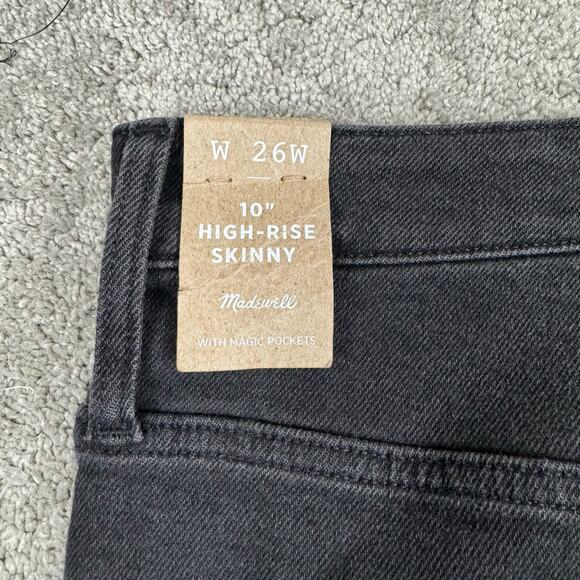 W 26W
10"
HIGH-RISE
SKINNY
Madewell
WITH MAGIC POCKETS